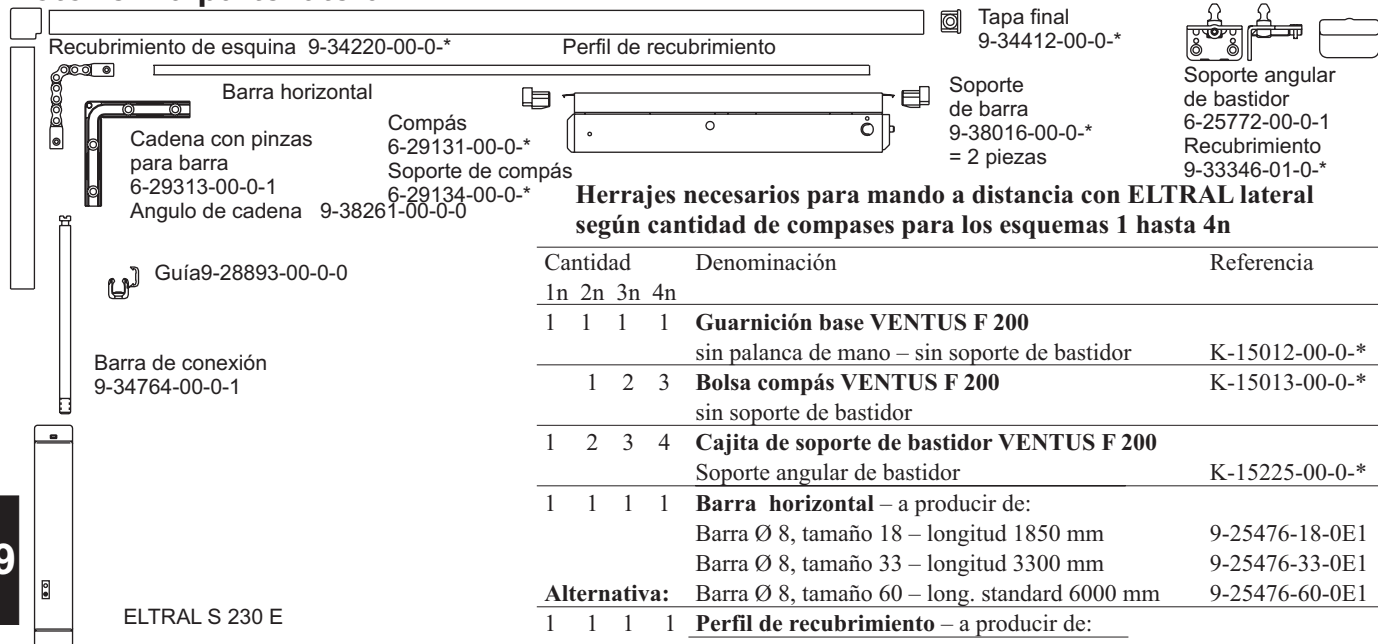 Tapa final
9-34412-00-0-*
Recubrimiento de esquina 9-34220-00-0-*
Perfil de recubrimiento
Barra horizontal
Soporte
de barra
9-38016-00-0-*
= 2 piezas
Soporte angular
de bastidor
6-25772-00-0-1
Recubrimiento
9-33346-01-0-*
Cadena con pinzas
para barra
6-29313-00-0-1
Angulo de cadena 9-38261-00-0-0
Compás
6-29131-00-0-*
Soporte de compás
6-29134-00-0-*
Guía9-28893-00-0-0
Barra de conexión
9-34764-00-0-1
9
ELTRAL S 230 E
Herrajes necesarios para mando a distancia con ELTRAL lateral
según cantidad de compases para los esquemas 1 hasta 4n
Cantidad Denominación Referencia
1n 2n 3n 4n
1 1 1 1 Guarnición base VENTUS F 200
sin palanca de mano – sin soporte de bastidor K-15012-00-0-*
1 2 3 Bolsa compás VENTUS F 200 K-15013-00-0-*
sin soporte de bastidor
1 2 3 4 Cajita de soporte de bastidor VENTUS F 200
Soporte angular de bastidor K-15225-00-0-*
1 1 1 1 Barra horizontal – a producir de:
Barra Ø 8, tamaño 18 – longitud 1850 mm 9-25476-18-0E1
Barra Ø 8, tamaño 33 – longitud 3300 mm 9-25476-33-0E1
Alternativa: Barra Ø 8, tamaño 60 – long. standard 6000 mm 9-25476-60-0E1
1 1 1 1 Perfil de recubrimiento – a producir de: